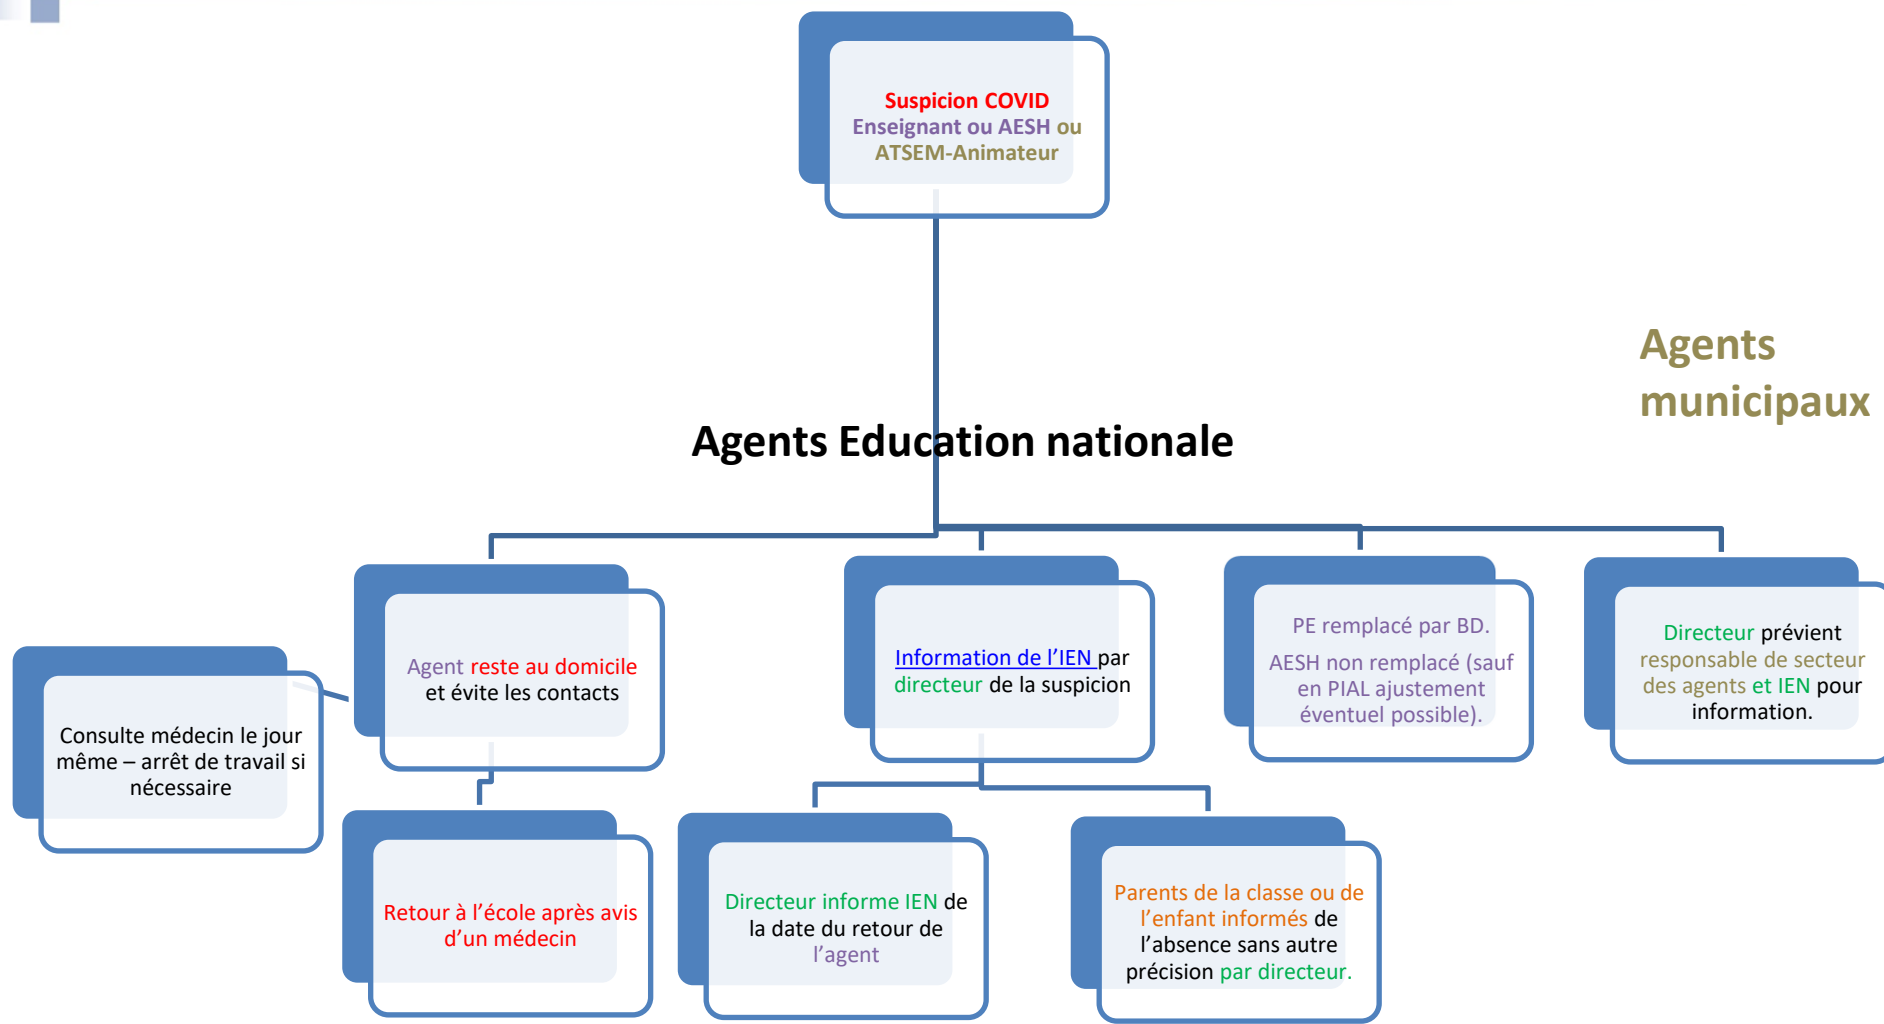 Suspicion COVID
Enseignant ou AESH ou
ATSEM-Animateur
Agents
municipaux
Agents Education nationale
Agent reste au domicile
et évite les contacts
Information de l’IEN par
directeur de la suspicion
PE remplacé par BD.
AESH non remplacé (sauf
en PIAL ajustement
éventuel possible).
Directeur prévient
responsable de secteur
des agents et IEN pour
information.
Consulte médecin le jour
même – arrêt de travail si
nécessaire
Retour à l’école après avis
d’un médecin
Directeur informe IEN de
la date du retour de
l’agent
Parents de la classe ou de
l’enfant informés de
l’absence sans autre
précision par directeur.